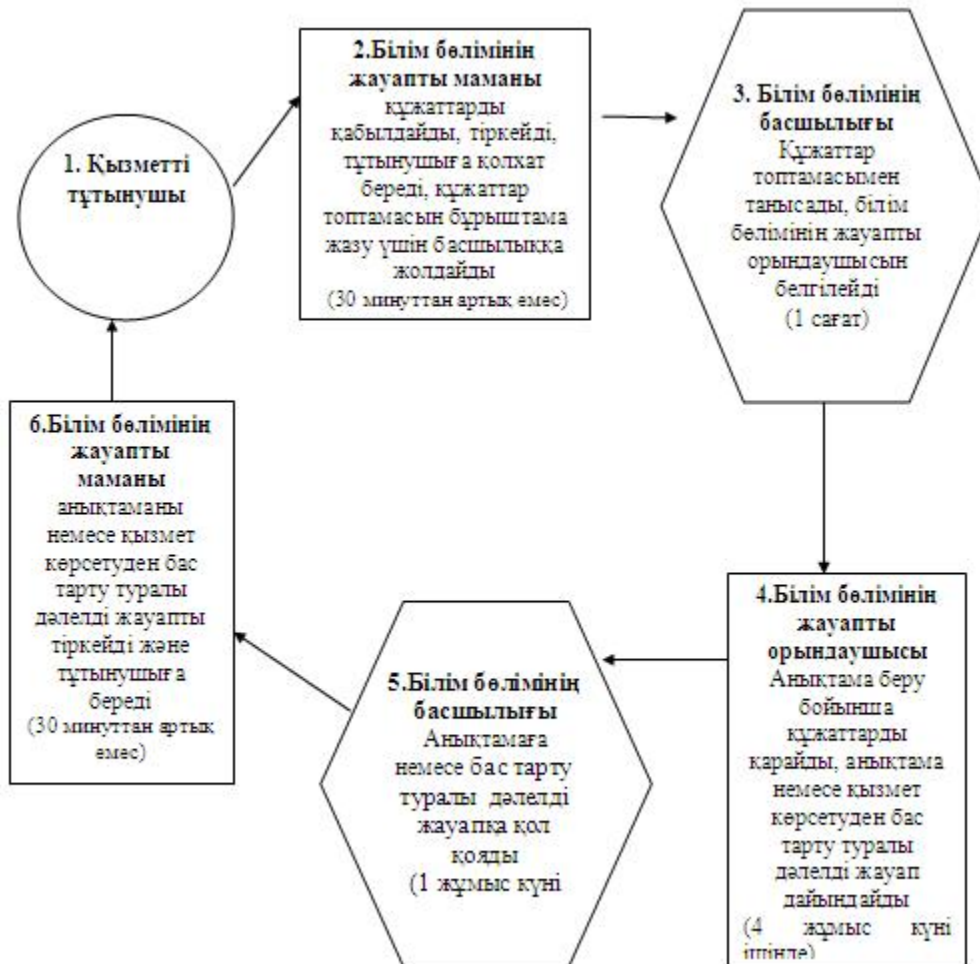 1. Қызметті
тұтынушы
2.Білім бөлімінің
жауапты маманы
құжаттарды
қабылдайды, тіркейді,
тұтынушыға қолхат
береді, құжаттар
топтамасын бұрыштама
жазу үшін басшылыққа
жолдайды
(30 минуттан артық емес)
3. Білім бөлімінің
басшылығы
Құжаттар
топтамасымен
танысады, білім
бөлімінің жауапты
орындаушысын
белгілейді
(1 сағат)
4.Білім бөлімінің
жауапты
орындаушысы
Анықтама беру
бойынша
құжаттарды
қарайды, анықтама
немесе қызмет
көрсетуден бас
тарту туралы
дәлелді жауап
дайындайды
(4 жұмыс күні
ішінде)
5.Білім бөлімінің
басшылығы
Анықтамаға
немесе бас тарту
туралы дәлелді
жауапқа қол
қояды
(1 жұмыс күні
6.Білім бөлімінің
жауапты
маманы
анықтаманы
немесе қызмет
көрсетуден бас
тарту туралы
дәлелді жауапты
тіркейді және
тұтынушыға
береді
(30 минуттан артық
емес)